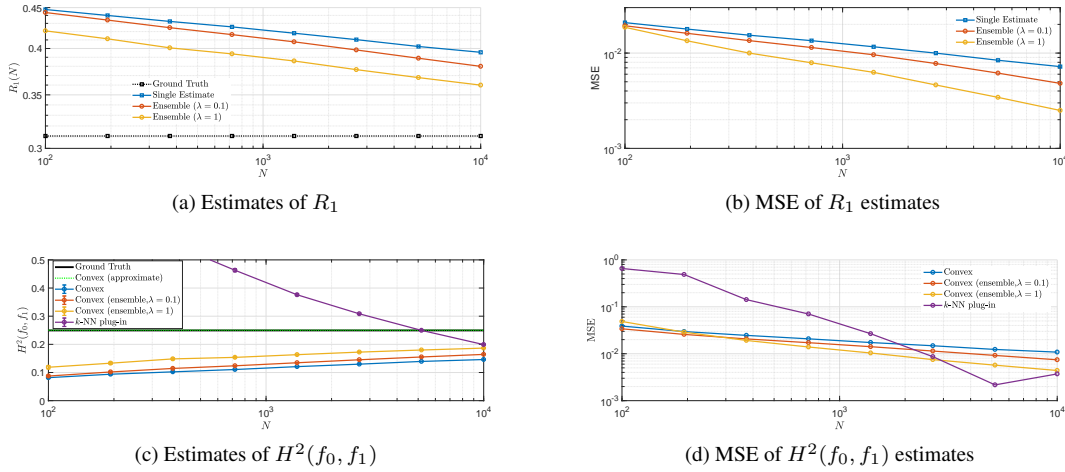 0.45
0.4
0.35
0.3
R₁(N)
Ground Truth
Single Estimate
Ensemble (λ = 0.1)
Ensemble (λ = 1)
10² 10³ 10⁴
N
(a) Estimates of R₁
10⁻²
10⁻³
MSE
Single Estimate
Ensemble (λ = 0.1)
Ensemble (λ = 1)
10² 10³ 10⁴
N
(b) MSE of R₁ estimates
0.5
0.4
0.3
0.2
0.1
0
H²(f₀, f₁)
Ground Truth
Convex (approximate)
Convex
Convex (ensemble,λ = 0.1)
Convex (ensemble,λ = 1)
k-NN plug-in
10² 10³ 10⁴
N
(c) Estimates of H²(f₀, f₁)
10⁰
10⁻¹
10⁻²
10⁻³
MSE
Convex
Convex (ensemble,λ = 0.1)
Convex (ensemble,λ = 1)
k-NN plug-in
10² 10³ 10⁴
N
(d) MSE of H²(f₀, f₁) estimates